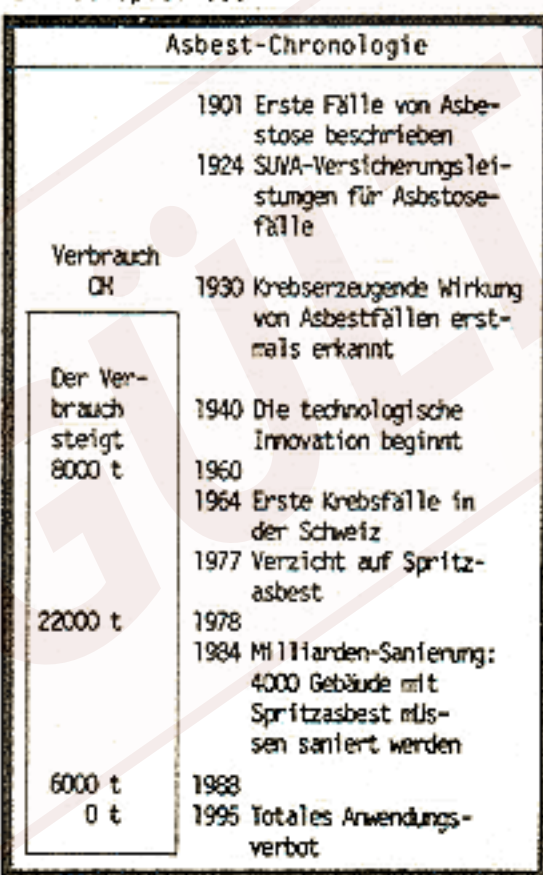 Asbest-Chronologie
1901 Erste Fälle von Asbe-
stose beschrieben
1924 SUVA-Versicherungslei-
stungen für Asbstose-
fälle
Verbrauch
CH
1930 Krebserzeugende Wirkung
von Asbestfällen erst-
mals erkannt
Der Ver-
brauch
steigt
1940 Die technologische
Innovation beginnt
8000 t 1960
1964 Erste Krebsfälle in
der Schweiz
1977 Verzicht auf Spritz-
asbest
22000 t 1978
1984 Milliarden-Sanierung:
4000 Gebäude mit
Spritzasbest müs-
sen saniert werden
6000 t 1988
0 t 1995 Totales Anwendungs-
verbot